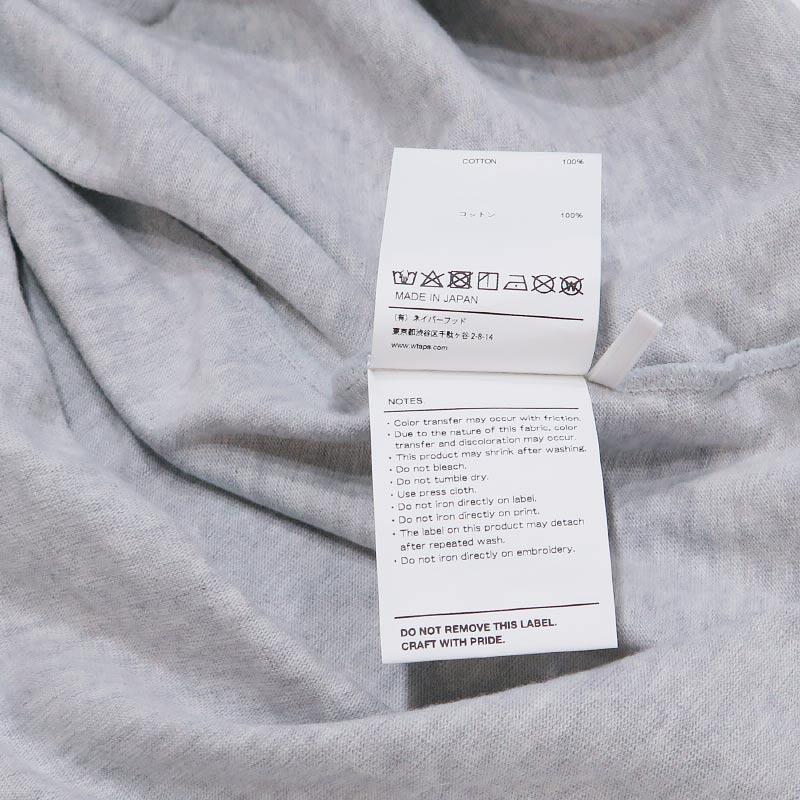 COTTON 100%
コットン 100%
MADE IN JAPAN
(有) ネイバーフッド
東京都渋谷区千駄ヶ谷 2-8-14
www.wtaps.com
NOTES
· Color transfer may occur with friction.
· Due to the nature of this fabric, color
transfer and discoloration may occur.
· This product may shrink after washing.
· Do not bleach.
· Do not tumble dry.
· Use press cloth.
· Do not iron directly on label.
· Do not iron directly on print.
· The label on this product may detach
after repeated wash.
· Do not iron directly on embroidery.
DO NOT REMOVE THIS LABEL.
CRAFT WITH PRIDE.